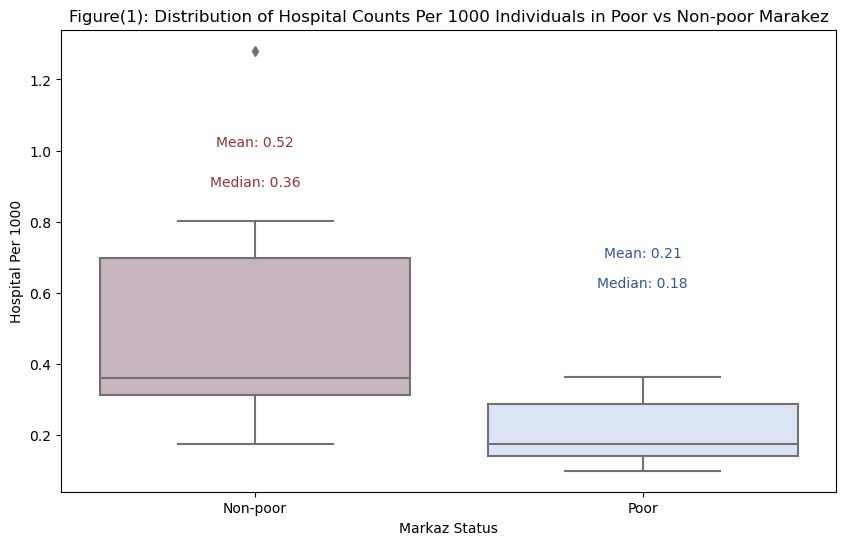 Figure(1): Distribution of Hospital Counts Per 1000 Individuals in Poor vs Non-poor Marakez
1.2
Mean: 0.52
1.0
Median: 0.36
0.8
Mean: 0.21
Median: 0.18
0.6
0.4
0.2
Hospital Per 1000
Non-poor
Poor
Markaz Status